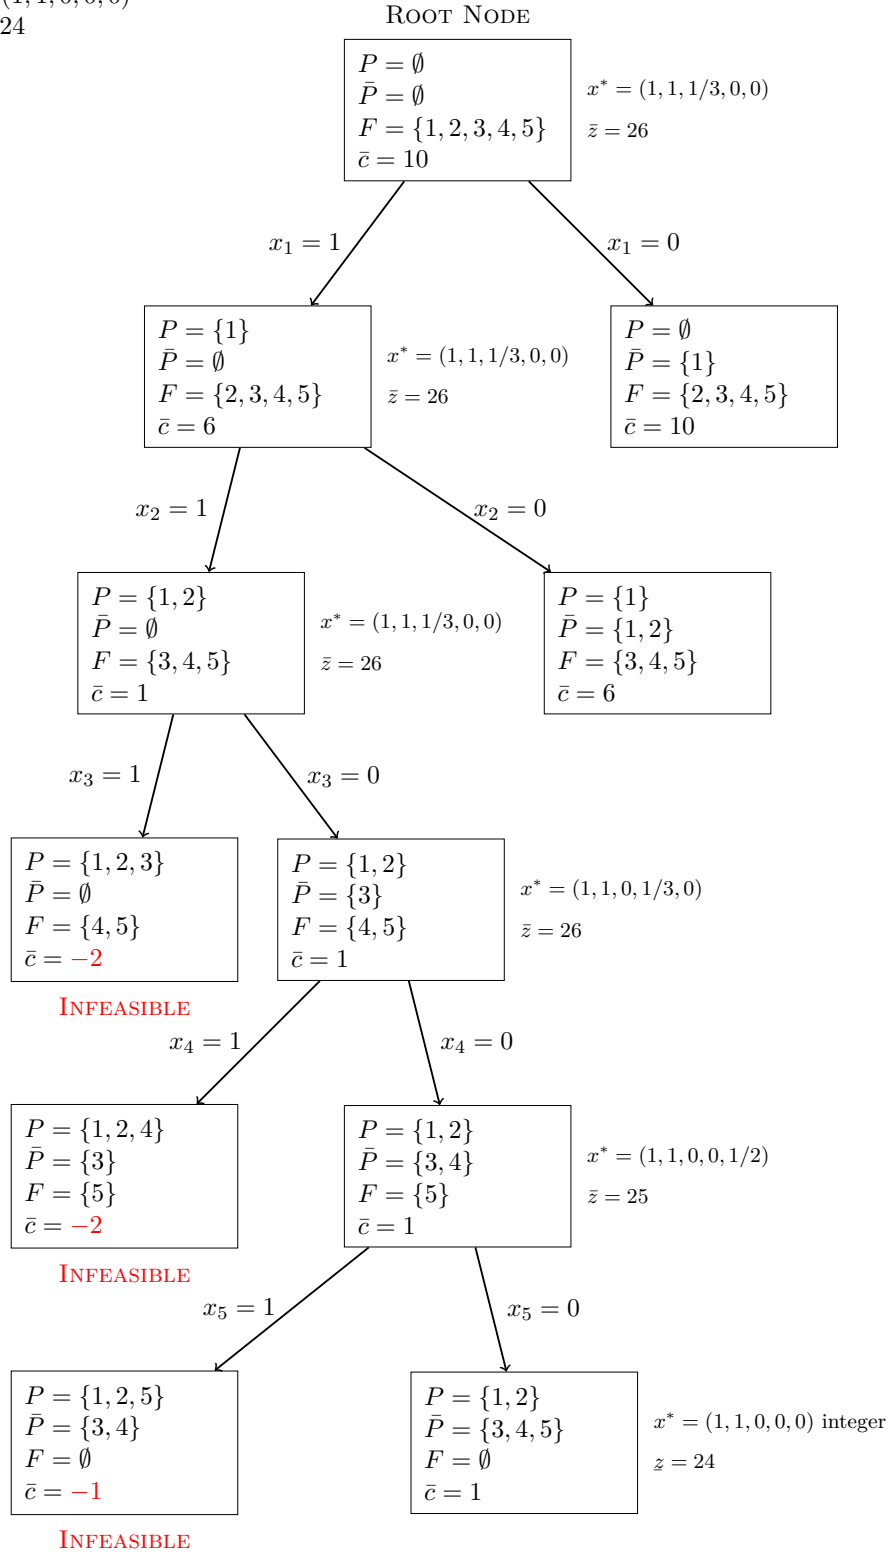 (1, 1, 0, 0, 0)
24
ROOT NODE
P = ∅
P̄ = ∅
F = {1, 2, 3, 4, 5}
c̄ = 10
x* = (1, 1, 1/3, 0, 0)
z̄ = 26
x₁ = 1
x₁ = 0
P = {1}
P̄ = ∅
F = {2, 3, 4, 5}
c̄ = 6
x* = (1, 1, 1/3, 0, 0)
z̄ = 26
P = ∅
P̄ = {1}
F = {2, 3, 4, 5}
c̄ = 10
x₂ = 1
x₂ = 0
P = {1, 2}
P̄ = ∅
F = {3, 4, 5}
c̄ = 1
x* = (1, 1, 1/3, 0, 0)
z̄ = 26
P = {1}
P̄ = {1, 2}
F = {3, 4, 5}
c̄ = 6
x₃ = 1
x₃ = 0
P = {1, 2, 3}
P̄ = ∅
F = {4, 5}
c̄ = −2
INFEASIBLE
P = {1, 2}
P̄ = {3}
F = {4, 5}
c̄ = 1
x* = (1, 1, 0, 1/3, 0)
z̄ = 26
x₄ = 1
x₄ = 0
P = {1, 2, 4}
P̄ = {3}
F = {5}
c̄ = −2
INFEASIBLE
P = {1, 2}
P̄ = {3, 4}
F = {5}
c̄ = 1
x* = (1, 1, 0, 0, 1/2)
z̄ = 25
x₅ = 1
x₅ = 0
P = {1, 2, 5}
P̄ = {3, 4}
F = ∅
c̄ = −1
INFEASIBLE
P = {1, 2}
P̄ = {3, 4, 5}
F = ∅
c̄ = 1
x* = (1, 1, 0, 0, 0) integer
z̲ = 24